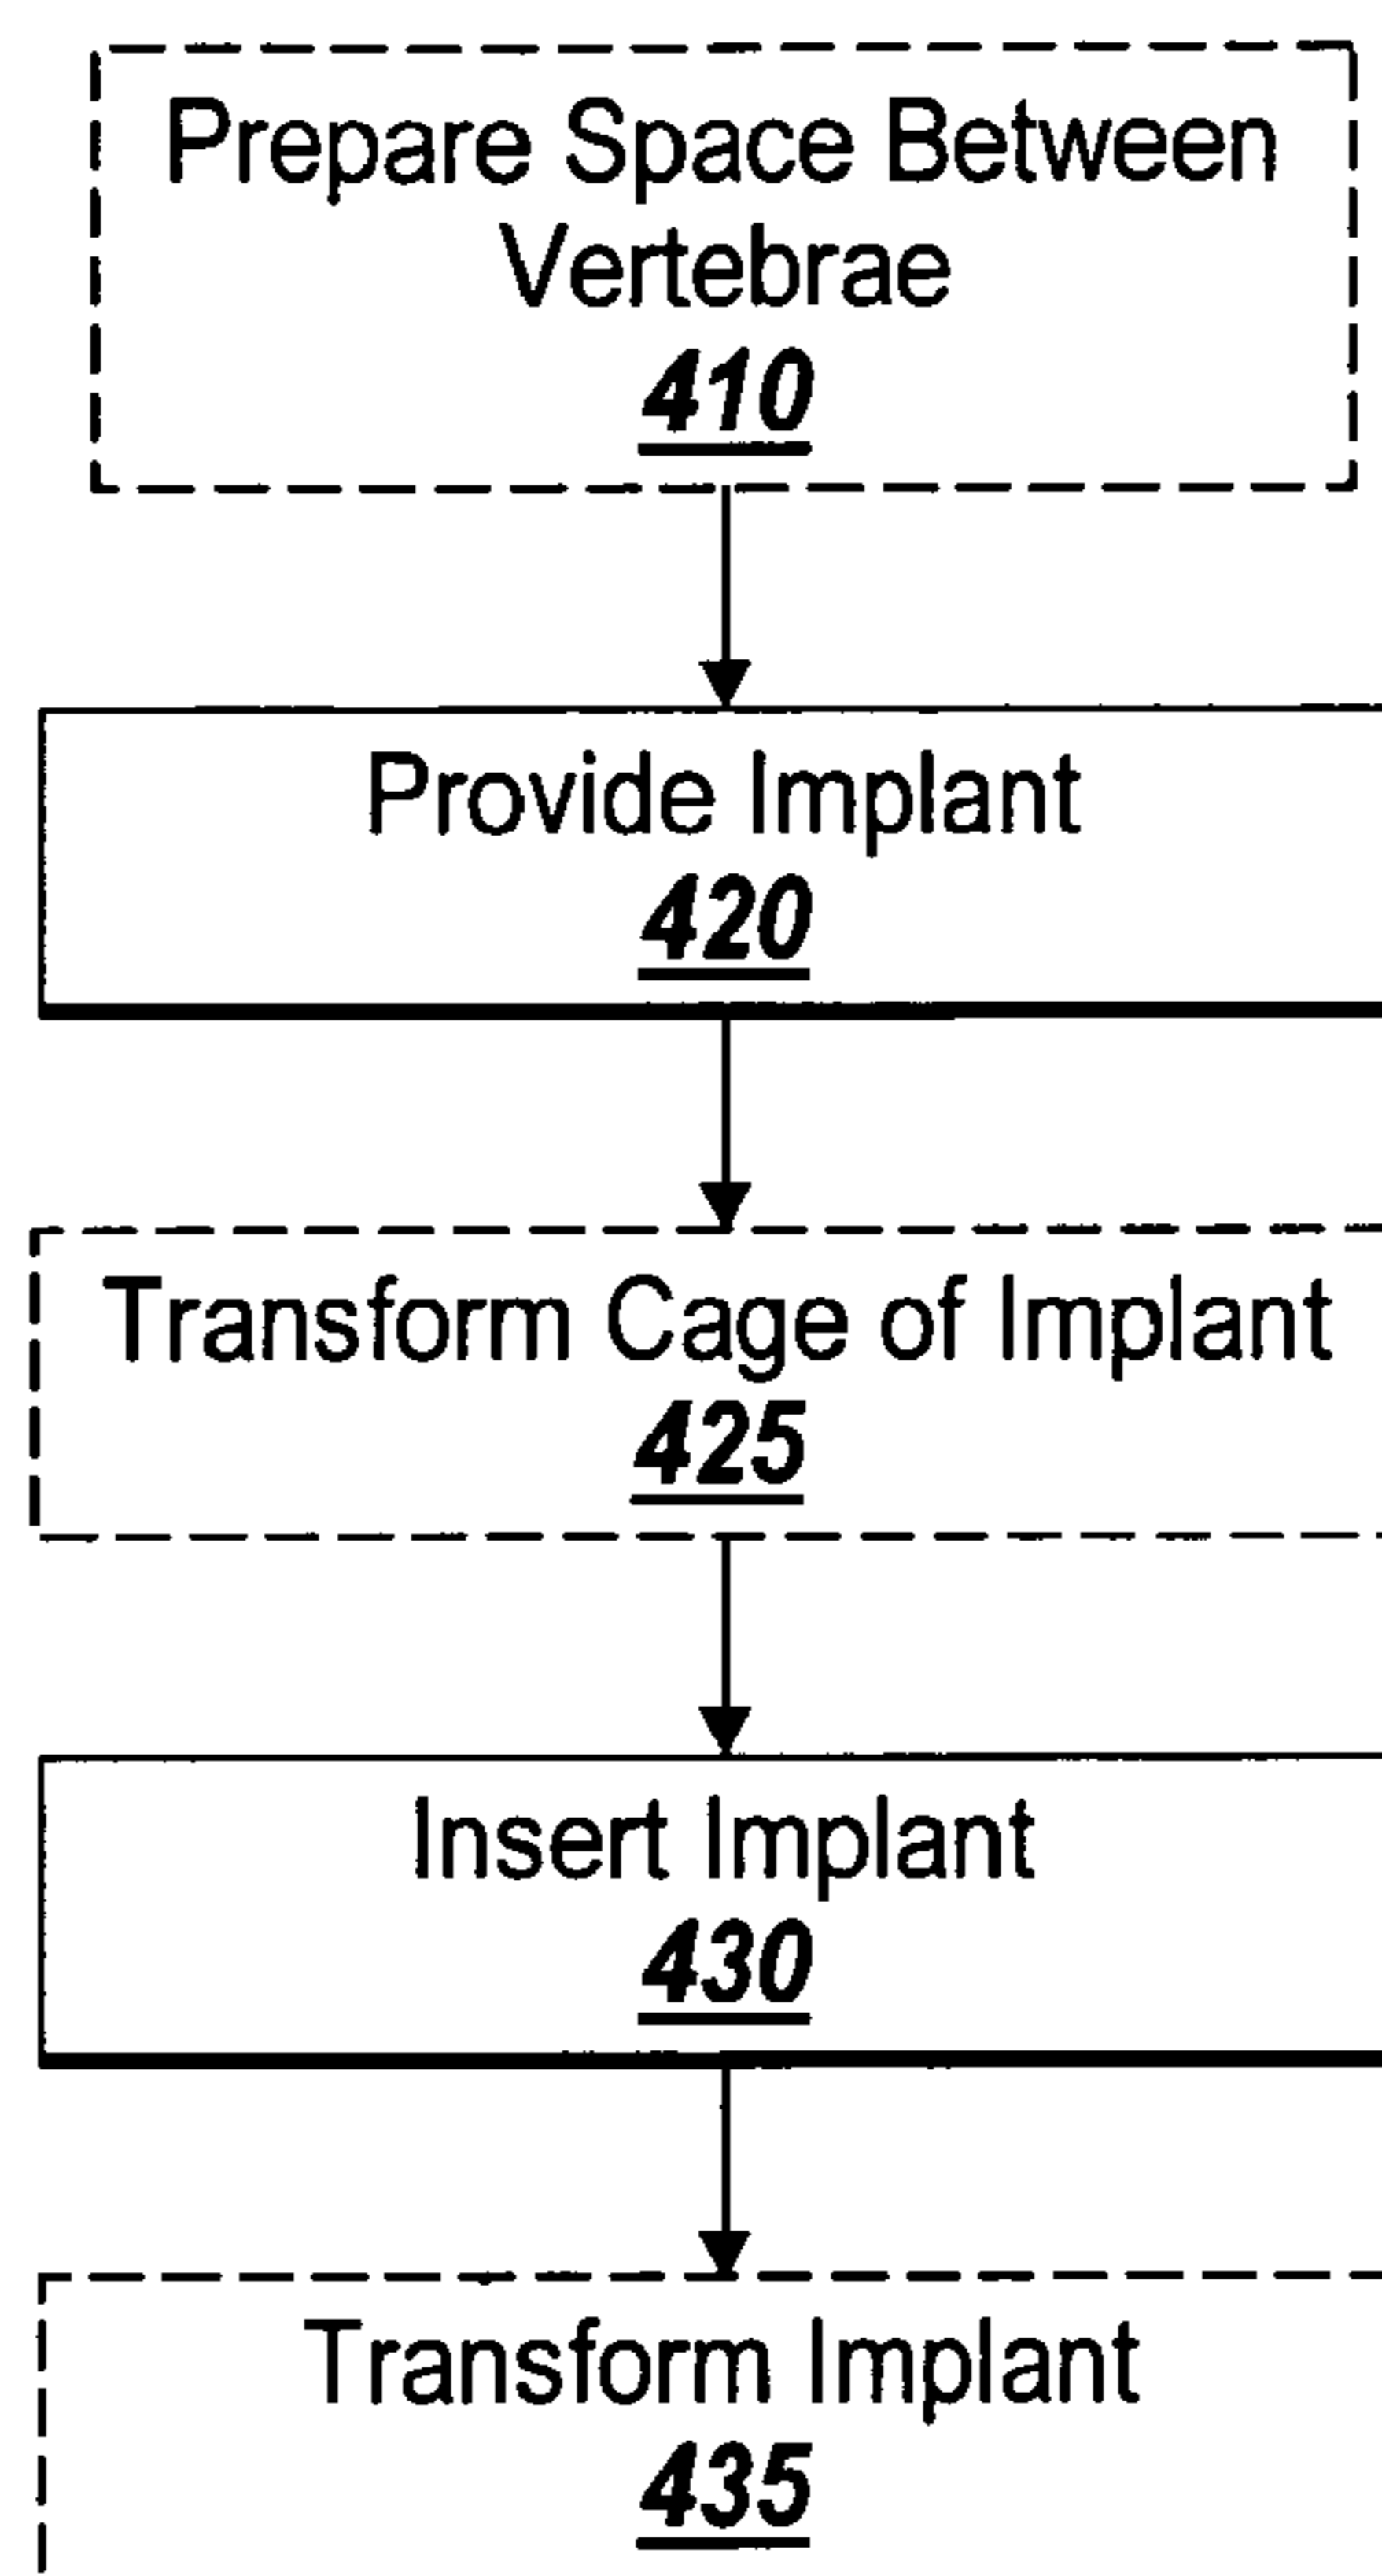 Prepare Space Between
Vertebrae
410
Provide Implant
420
Transform Cage of Implant
425
Insert Implant
430
Transform Implant
435